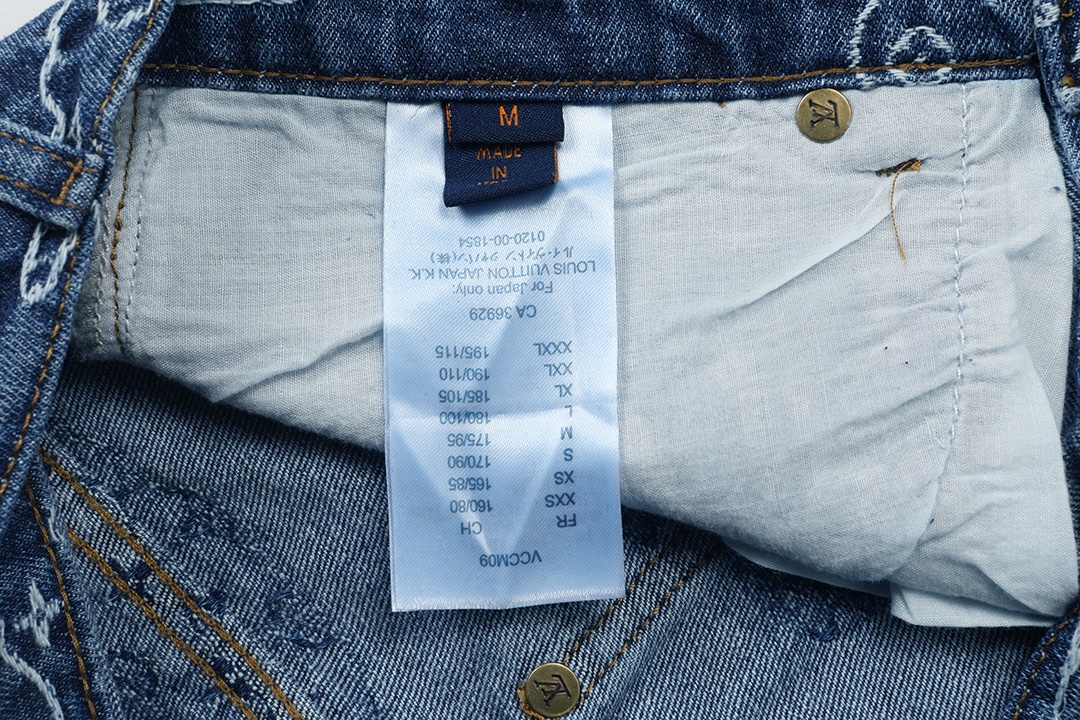 M
MADE
IN
VCCM09
FR CH
XXS 160/80
XS 165/85
S 170/90
M 175/95
L 180/100
XL 185/105
XXL 190/110
XXXL 195/115
CA 36929
For Japan only:
LOUIS VUITTON JAPAN K.K.
ルイ・ヴィトン ジャパン(株)
0120-00-1854
LV
LV